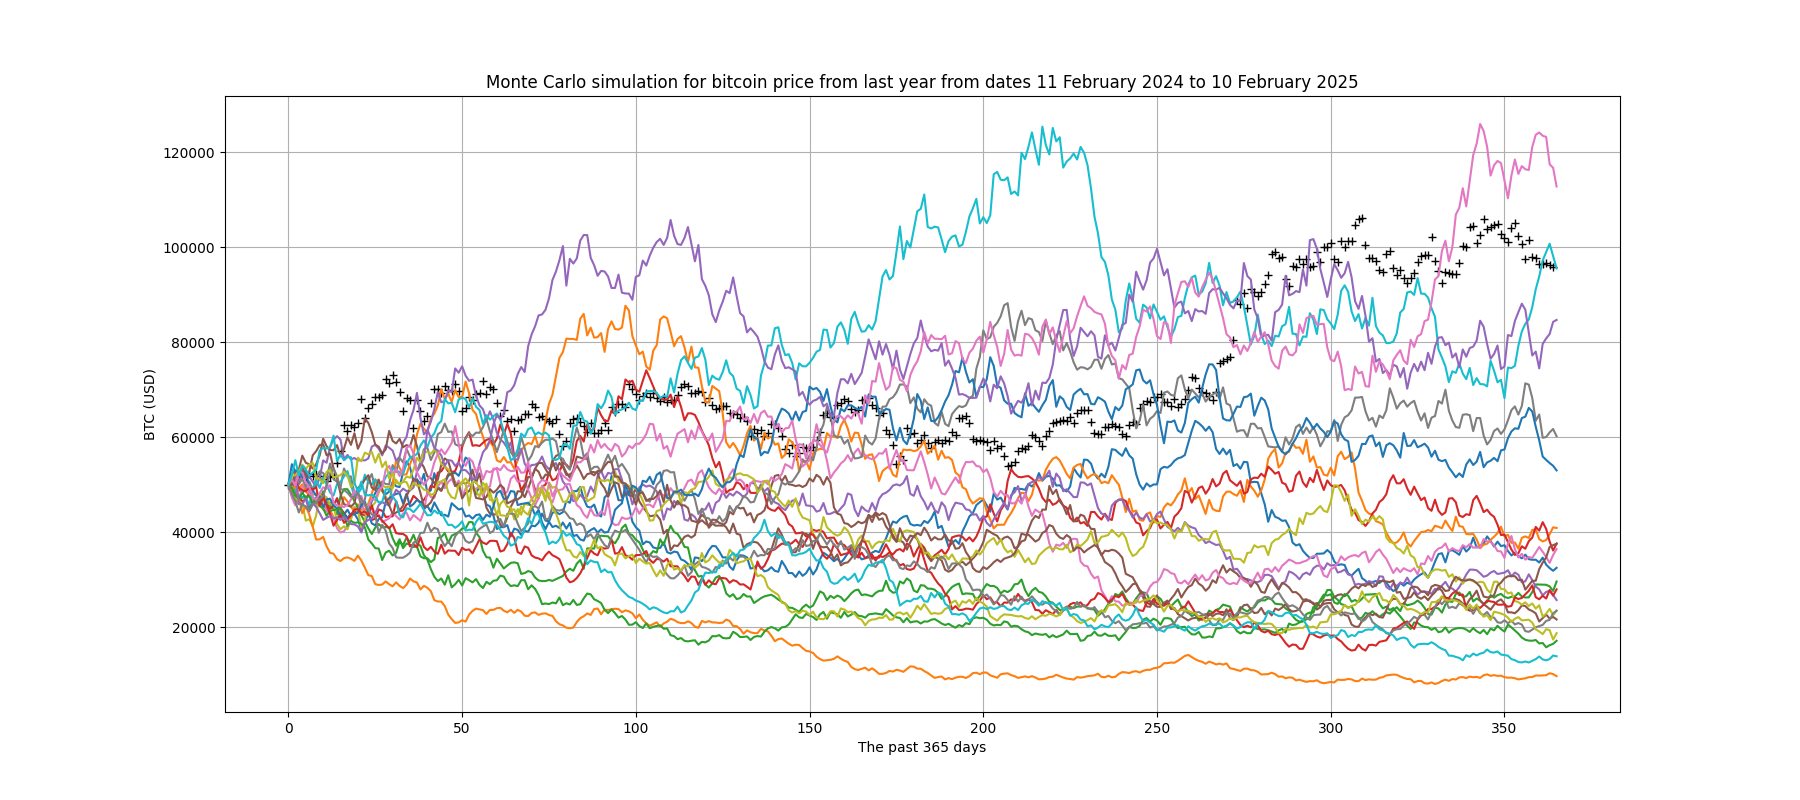 Monte Carlo simulation for bitcoin price from last year from dates 11 February 2024 to 10 February 2025
120000
100000
80000
60000
40000
20000
BTC (USD)
0 50 100 150 200 250 300 350
The past 365 days